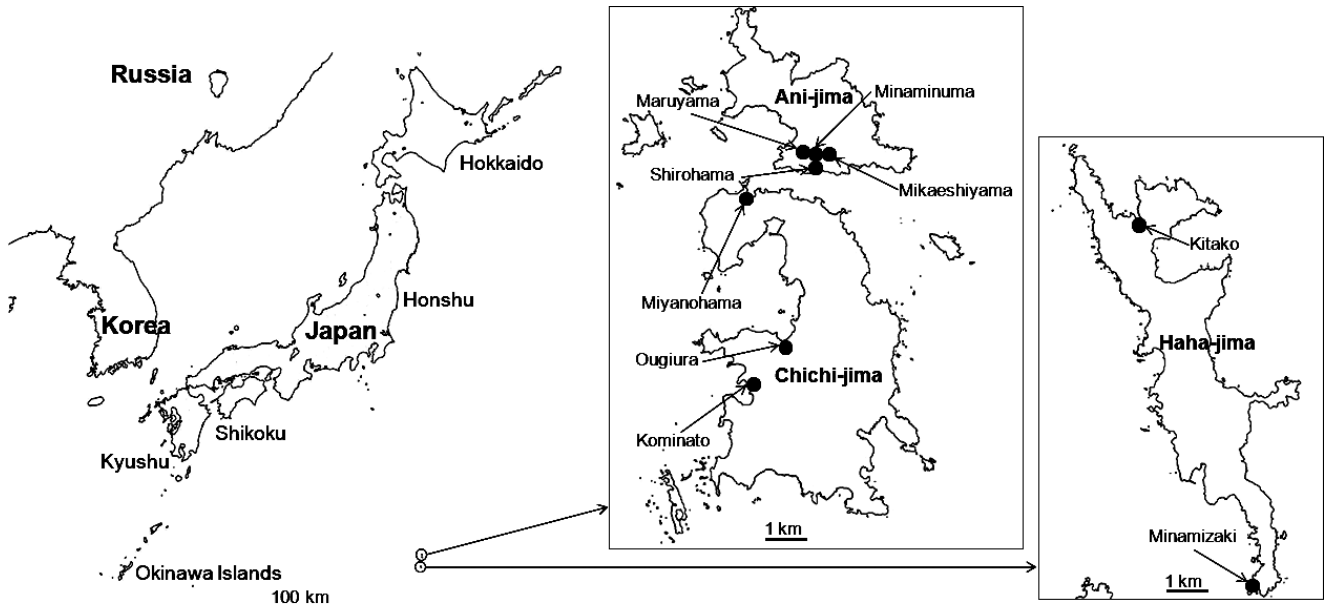 Russia
Hokkaido
Honshu
Korea
Japan
Shikoku
Kyushu
Okinawa Islands
100 km
Ani-jima
Minaminuma
Maruyama
Shirohama
Mikaeshiyama
Miyanohama
Ougiura
Chichi-jima
Kominato
1 km
Kitako
Haha-jima
Minamizaki
1 km